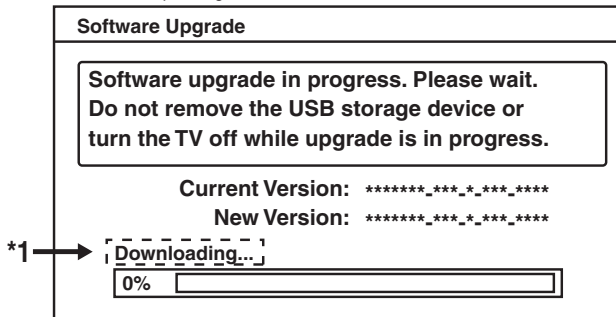 Software Upgrade
Software upgrade in progress. Please wait.
Do not remove the USB storage device or
turn the TV off while upgrade is in progress.
Current Version: *******-***-*-***-****
New Version: *******-***-*-***-****
*1
Downloading...
0%